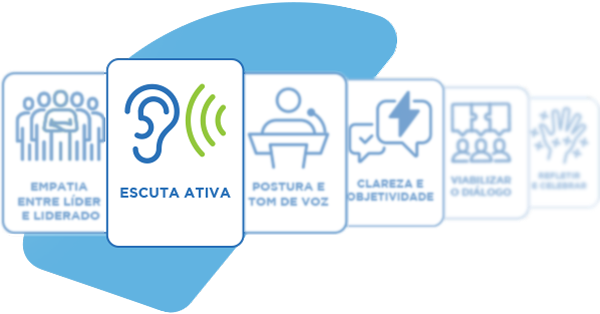 EMPATIA
ENTRE LÍDER
E LIDERADO
ESCUTA ATIVA
POSTURA E
TOM DE VOZ
CLAREZA E
OBJETIVIDADE
VIABILIZAR
O DIÁLOGO
REFLETIR
E CELEBRAR